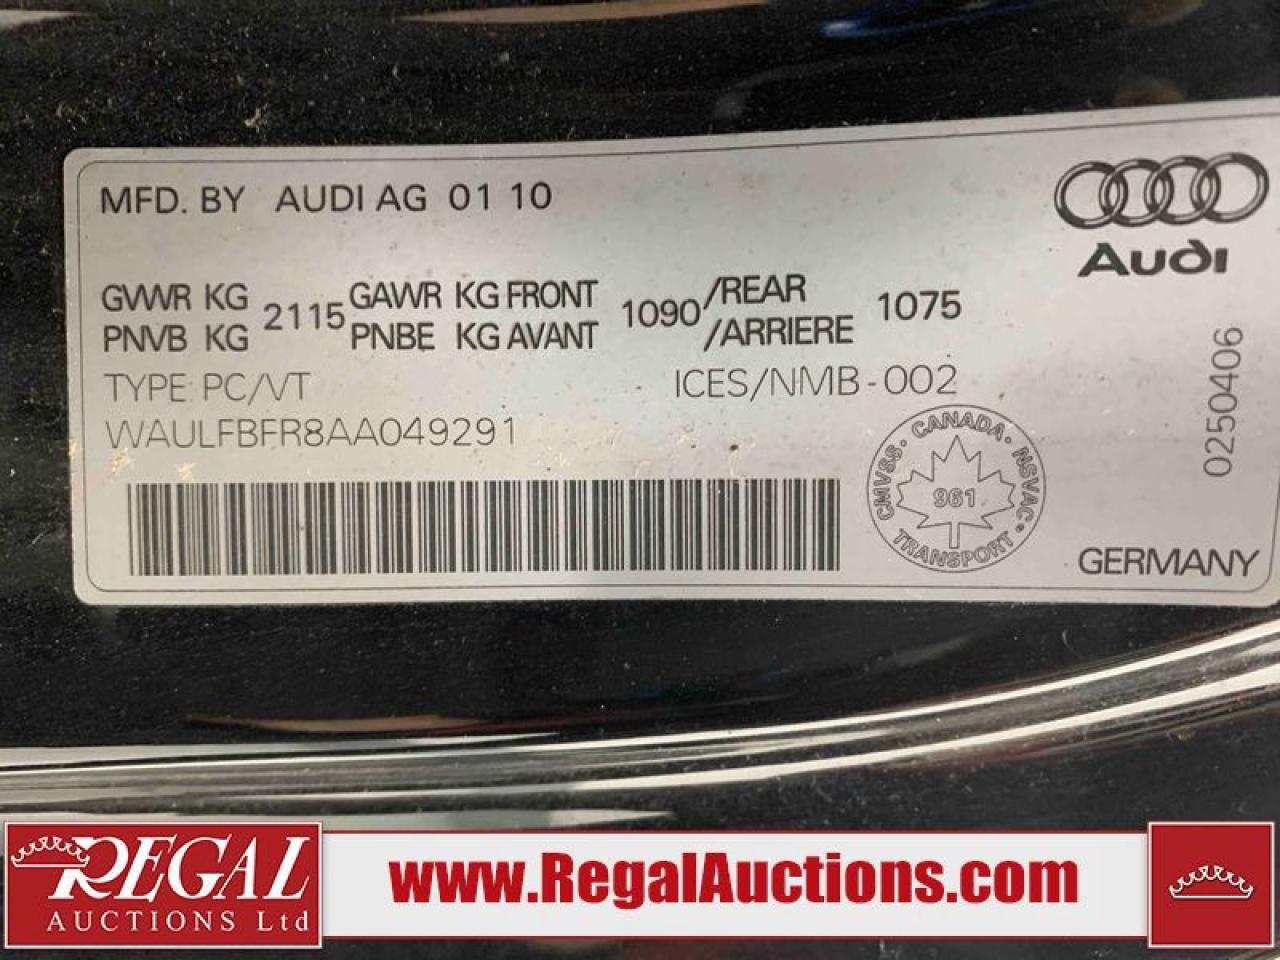 MFD. BY AUDI AG 01 10
Audi
GVWR KG 2115 GAWR KG FRONT 1090 /REAR 1075
PNVB KG PNBE KG AVANT /ARRIERE
TYPE: PC/VT ICES/NMB-002
WAULFBFR8AA049291
CMVSS · CANADA · NSVAC ·
961
TRANSPORT
0250406
GERMANY
REGAL
AUCTIONS Ltd
www.RegalAuctions.com